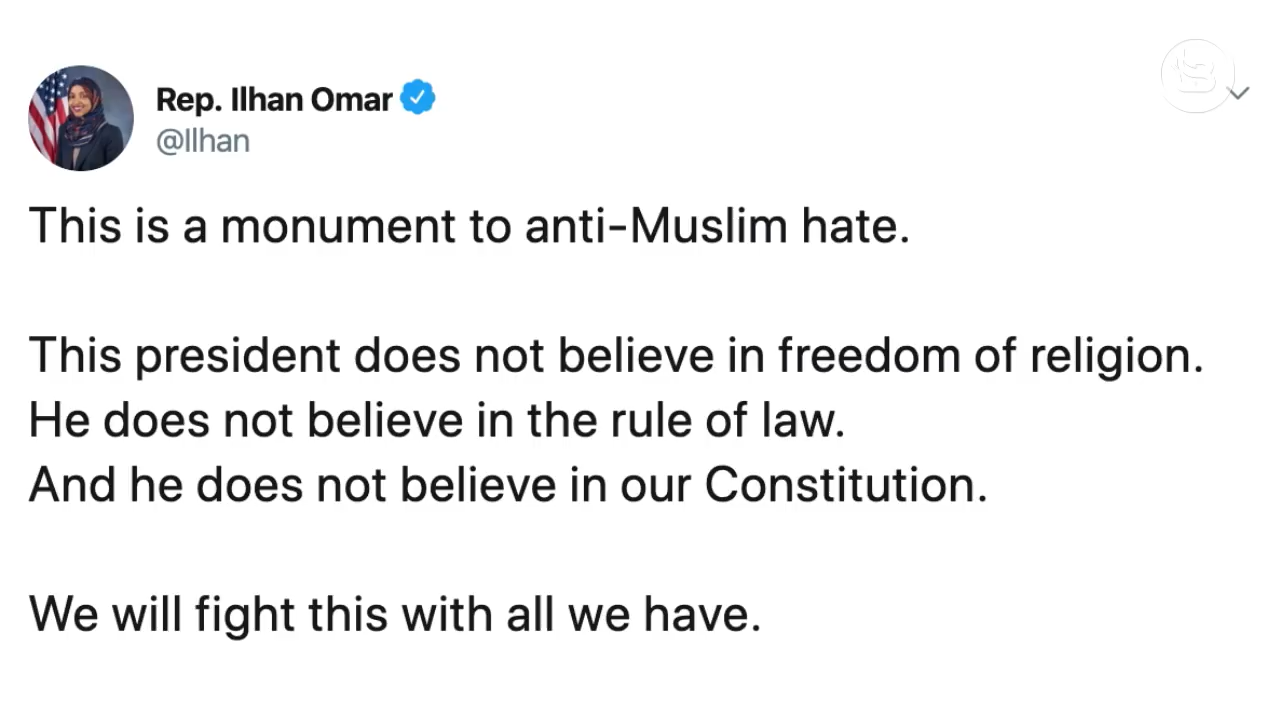 Rep. Ilhan Omar
@Ilhan
This is a monument to anti-Muslim hate.
This president does not believe in freedom of religion.
He does not believe in the rule of law.
And he does not believe in our Constitution.
We will fight this with all we have.